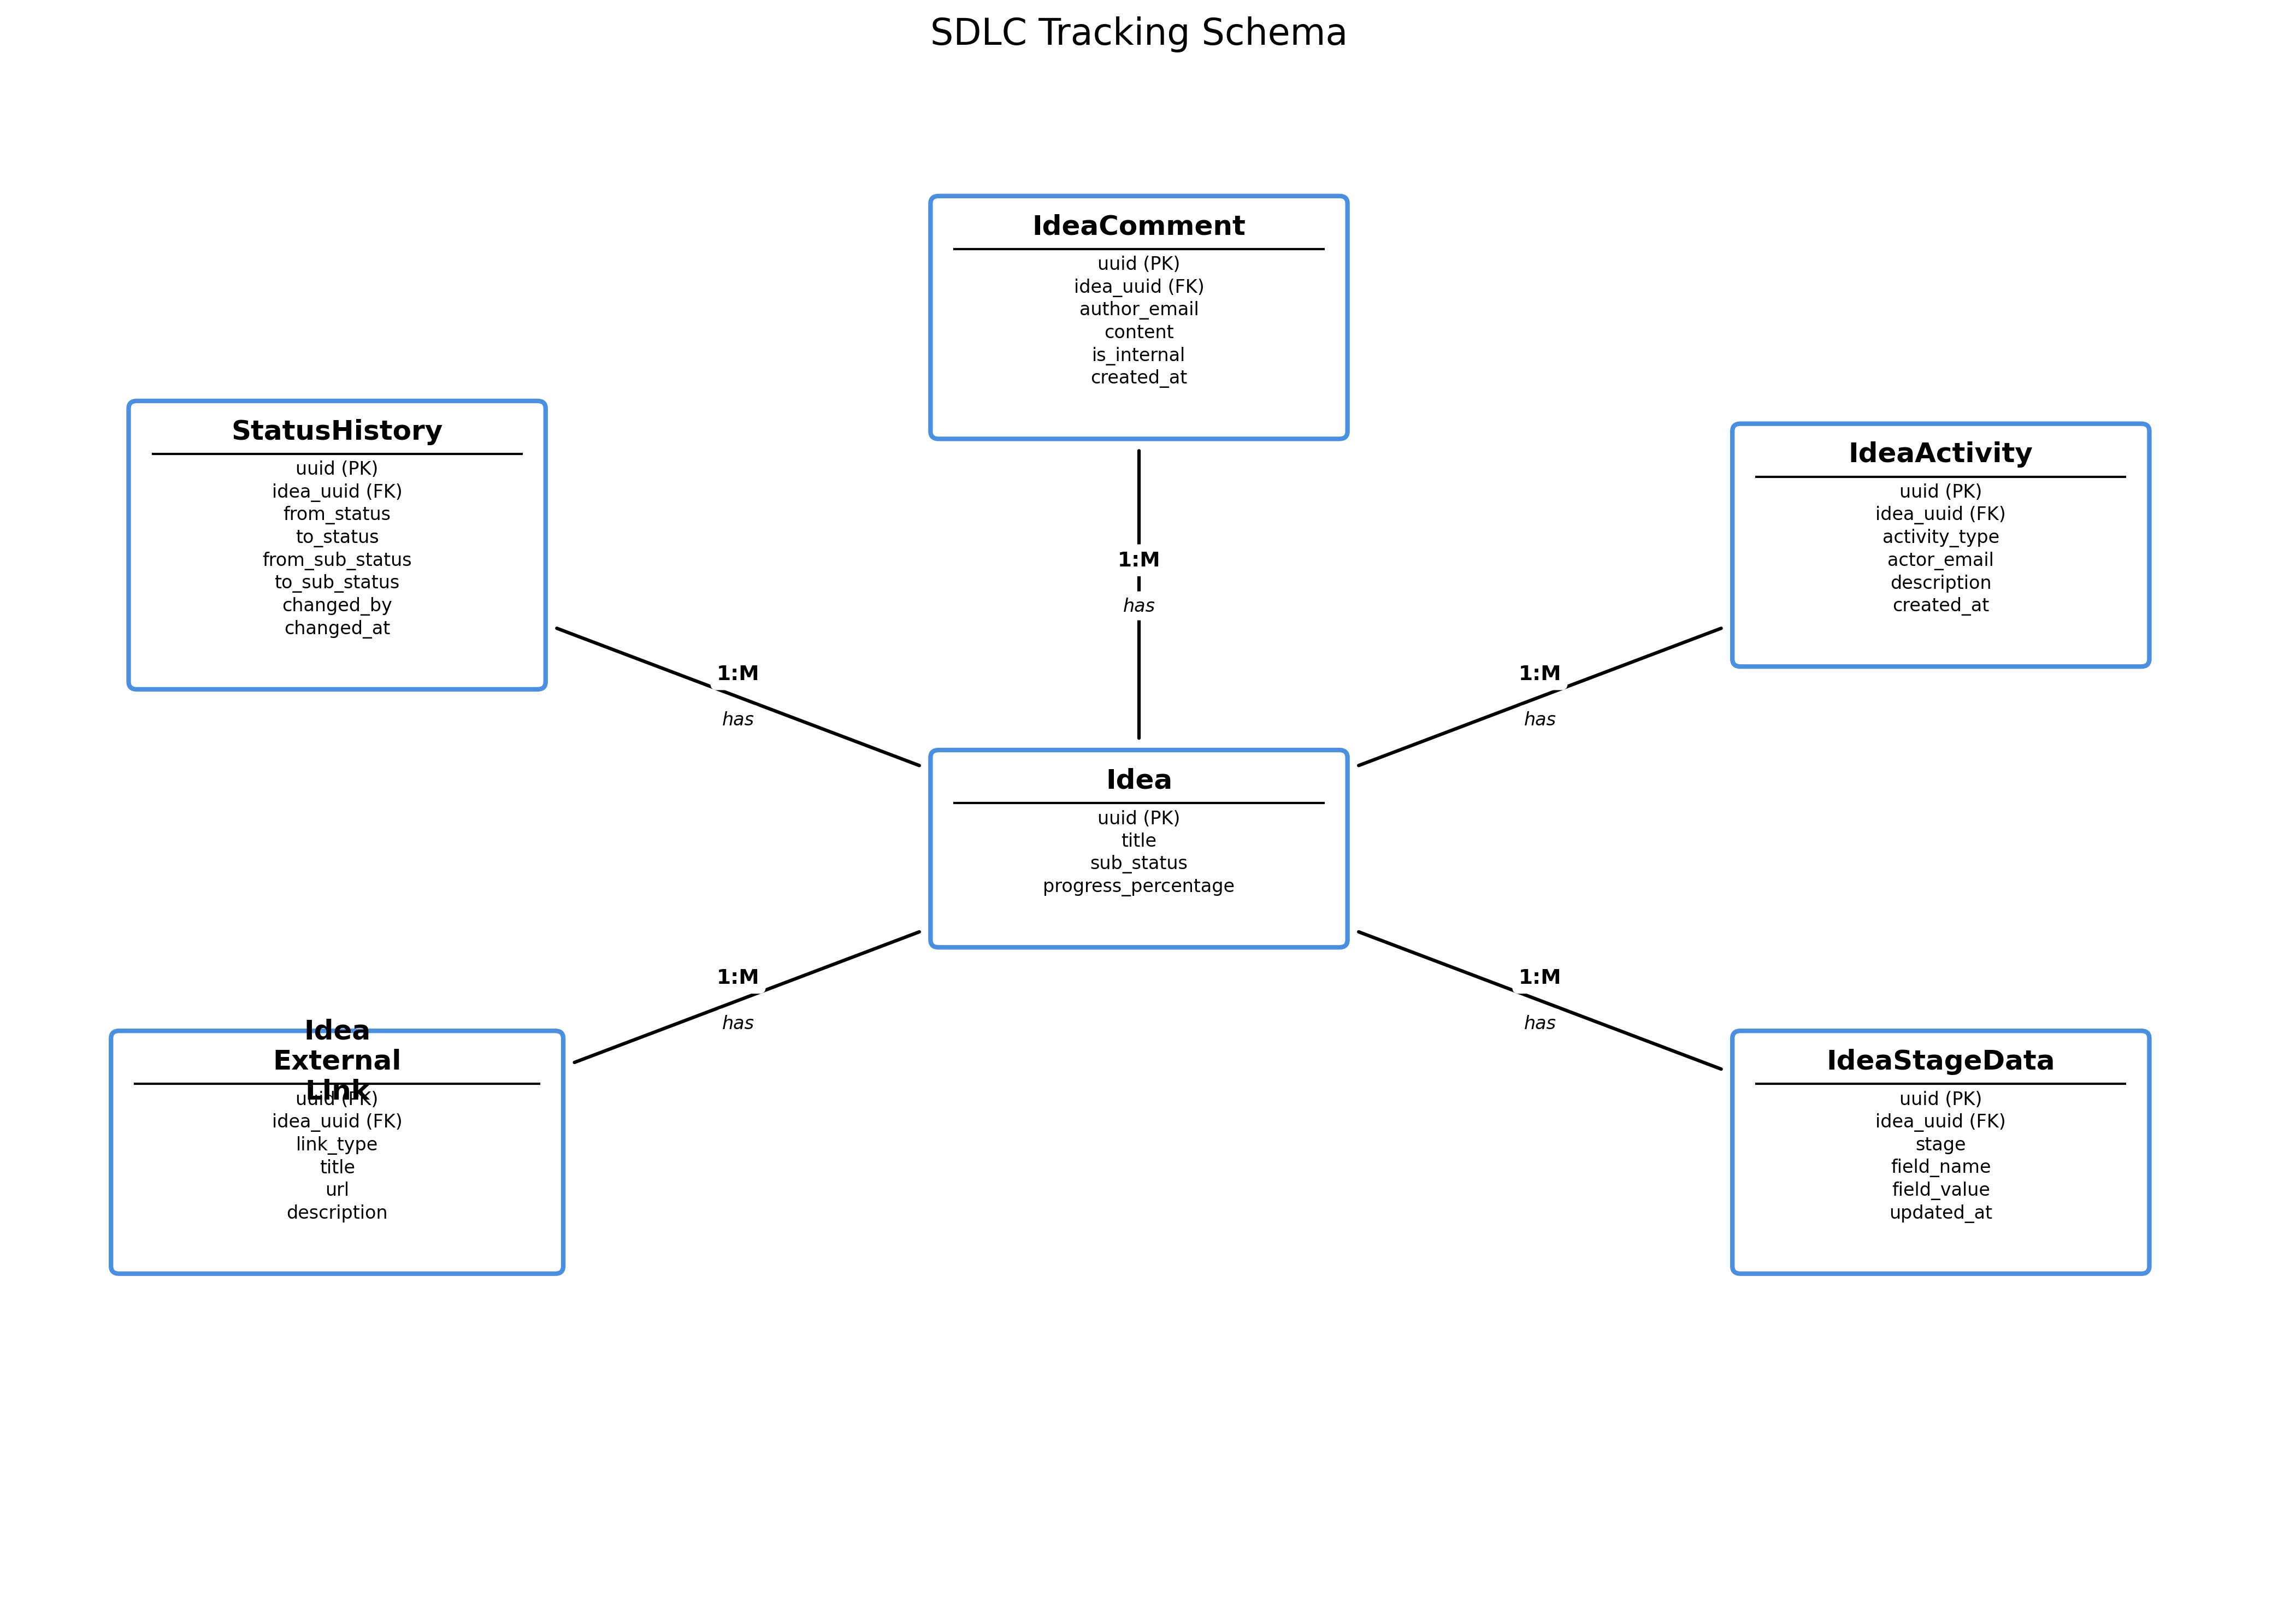 SDLC Tracking Schema
IdeaComment
uuid (PK)
idea_uuid (FK)
author_email
content
is_internal
created_at
StatusHistory
uuid (PK)
idea_uuid (FK)
from_status
to_status
from_sub_status
to_sub_status
changed_by
changed_at
IdeaActivity
uuid (PK)
idea_uuid (FK)
activity_type
actor_email
description
created_at
1:M
has
1:M
has
1:M
has
Idea
uuid (PK)
title
sub_status
progress_percentage
1:M
has
1:M
has
Idea
External
Link
uuid (PK)
idea_uuid (FK)
link_type
title
url
description
IdeaStageData
uuid (PK)
idea_uuid (FK)
stage
field_name
field_value
updated_at